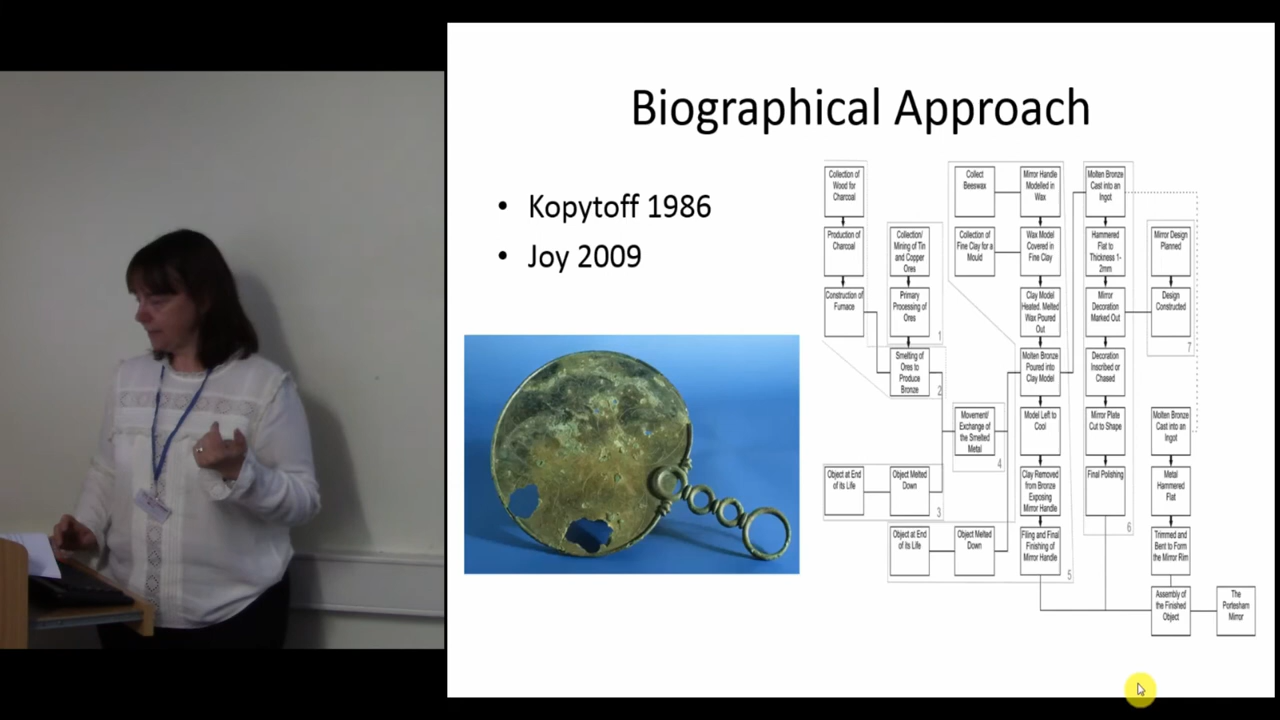 Biographical Approach
• Kopytoff 1986
• Joy 2009
Collection of
Wood for
Charcoal
Production of
Charcoal
Construction of
Furnace
Collection/
Mining of Tin
and Copper
Ores
Primary
Processing of
Ores
1
Smelting of
Ores to
Produce
Bronze
2
Object at End
of its Life
Object Melted
Down
3
Movement/
Exchange of
the Smelted
Metal
4
Object at End
of its Life
Object Melted
Down
Collect
Beeswax
Collection of
Fine Clay for a
Mould
Mirror Handle
Modelled in
Wax
Wax Model
Covered in
Fine Clay
Clay Model
Heated. Melted
Wax Poured
Out
Molten Bronze
Poured into
Clay Model
Model Left to
Cool
Clay Removed
from Bronze
Exposing
Mirror Handle
Filing and Final
Finishing of
Mirror Handle
5
Molten Bronze
Cast into an
Ingot
Hammered
Flat to
Thickness 1-
2mm
Mirror
Decoration
Marked Out
Decoration
Inscribed or
Chased
Mirror Plate
Cut to Shape
Final Polishing
6
Mirror Design
Planned
Design
Constructed
7
Molten Bronze
Cast into an
Ingot
Metal
Hammered
Flat
Trimmed and
Bent to Form
the Mirror Rim
Assembly of
the Finished
Object
The
Portesham
Mirror